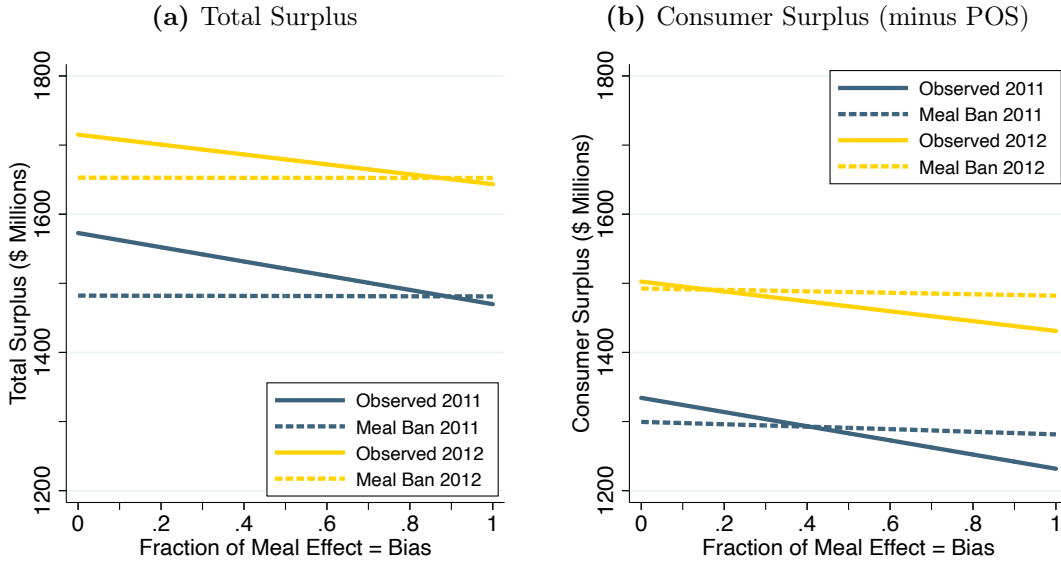 (a) Total Surplus
Total Surplus ($ Millions)
1800
1600
1400
1200
0 .2 .4 .6 .8 1
Fraction of Meal Effect = Bias
Observed 2011
Meal Ban 2011
Observed 2012
Meal Ban 2012
(b) Consumer Surplus (minus POS)
Consumer Surplus ($ Millions)
1800
1600
1400
1200
0 .2 .4 .6 .8 1
Fraction of Meal Effect = Bias
Observed 2011
Meal Ban 2011
Observed 2012
Meal Ban 2012